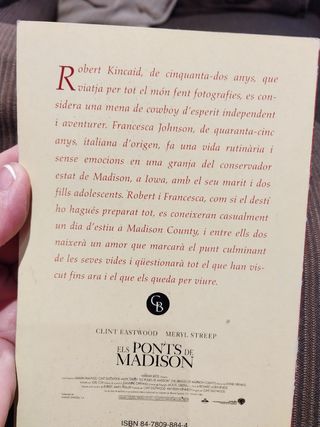 Robert Kincaid, de cinquanta-dos anys, que
viatja per tot el món fent fotografies, es con-
sidera una mena de cowboy d'esperit independent
i aventurer. Francesca Johnson, de quaranta-cinc
anys, italiana d'origen, fa una vida rutinària i
sense emocions en una granja del conservador
estat de Madison, a Iowa, amb el seu marit i dos
fills adolescents. Robert i Francesca, com si el destí
ho hagués preparat tot, es coneixeran casualment
un dia d'estiu a Madison County, i entre ells dos
naixerà un amor que marcarà el punt culminant
de les seves vides i qüestionarà tot el que han vis-
cut fins ara i el que els queda per viure.
CB
CLINT EASTWOOD MERYL STREEP
ELS PONTS DE
MADISON
ISBN 84-7809-884-4